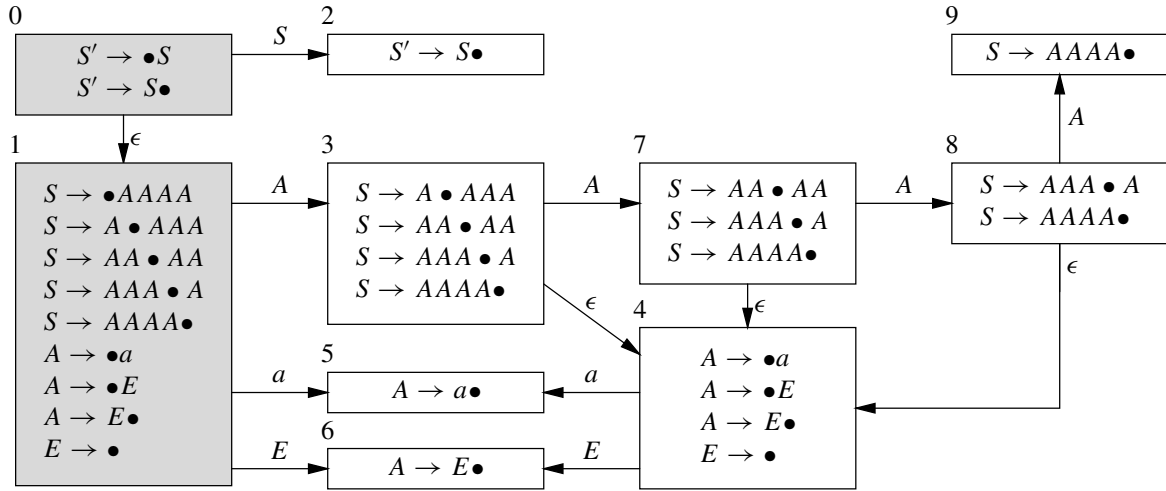 0
S′ → •S
S′ → S•
S
2
S′ → S•
9
S → AAAA•
ϵ
A
1
S → •AAAA
S → A • AAA
S → AA • AA
S → AAA • A
S → AAAA•
A → •a
A → •E
A → E•
E → •
A
3
S → A • AAA
S → AA • AA
S → AAA • A
S → AAAA•
A
7
S → AA • AA
S → AAA • A
S → AAAA•
A
8
S → AAA • A
S → AAAA•
ϵ
ϵ
ϵ
4
A → •a
A → •E
A → E•
E → •
a
5
A → a•
a
E
6
A → E•
E